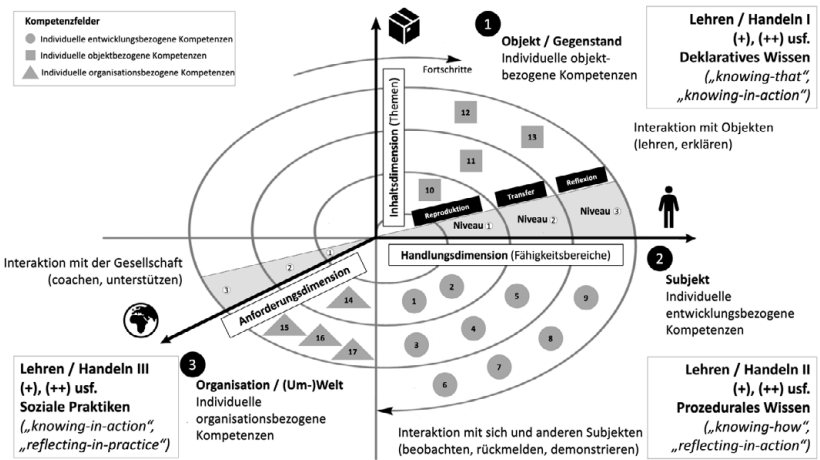 Kompetenzfelder
Individuelle entwicklungsbezogene Kompetenzen
Individuelle objektbezogene Kompetenzen
Individuelle organisationsbezogene Kompetenzen
Fortschritte
1
Objekt / Gegenstand
Individuelle objekt-
bezogene Kompetenzen
Lehren / Handeln I
(+), (++) usf.
Deklaratives Wissen
(„knowing-that“,
„knowing-in-action“)
Interaktion mit Objekten
(lehren, erklären)
Inhaltsdimension (Themen)
12
13
11
10
Reproduktion
Transfer
Reflexion
Niveau 1
Niveau 2
Niveau 3
Handlungsdimension (Fähigkeitsbereiche)
2
Subjekt
Individuelle
entwicklungsbezogene
Kompetenzen
Interaktion mit der Gesellschaft
(coachen, unterstützen)
3
2
1
Anforderungsdimension
14
15
16
17
1
2
3
4
5
6
7
8
9
Lehren / Handeln III
(+), (++) usf.
Soziale Praktiken
(„knowing-in-action“,
„reflecting-in-practice“)
3
Organisation / (Um-)Welt
Individuelle
organisationsbezogene
Kompetenzen
Interaktion mit sich und anderen Subjekten
(beobachten, rückmelden, demonstrieren)
Lehren / Handeln II
(+), (++) usf.
Prozedurales Wissen
(„knowing-how“,
„reflecting-in-action“)